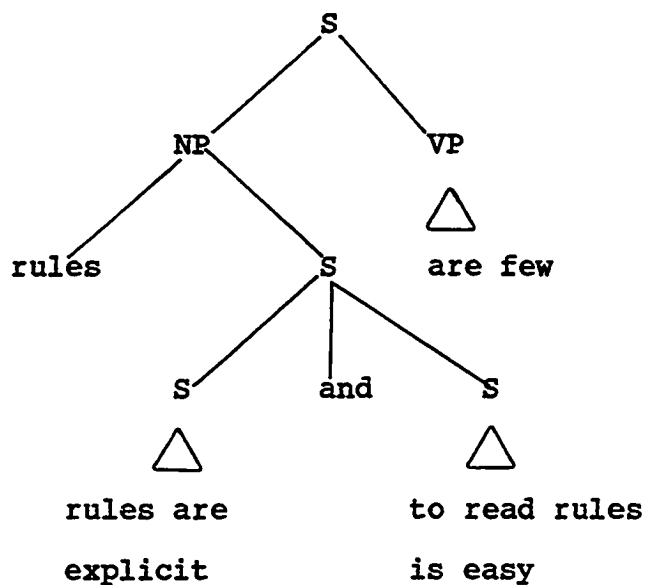 S
NP VP
rules S are few
S and S
rules are to read rules
explicit is easy